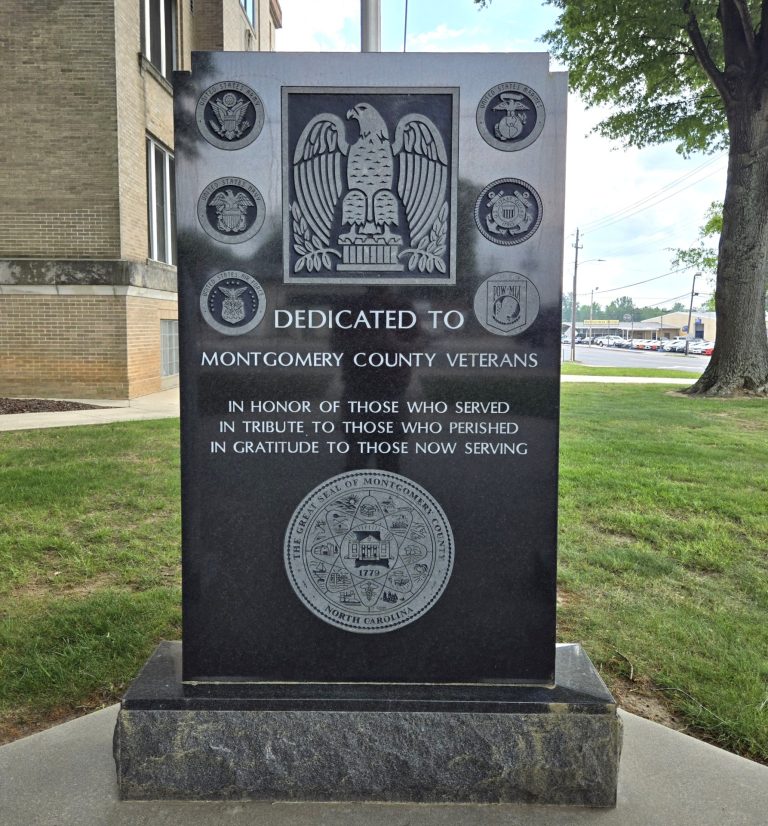 UNITED STATES ARMY
UNITED STATES MARINES
UNITED STATES NAVY
UNITED STATES AIR FORCE
POW★MIA
DEDICATED TO
MONTGOMERY COUNTY VETERANS
IN HONOR OF THOSE WHO SERVED
IN TRIBUTE TO THOSE WHO PERISHED
IN GRATITUDE TO THOSE NOW SERVING
THE GREAT SEAL OF MONTGOMERY COUNTY
1779
NORTH CAROLINA